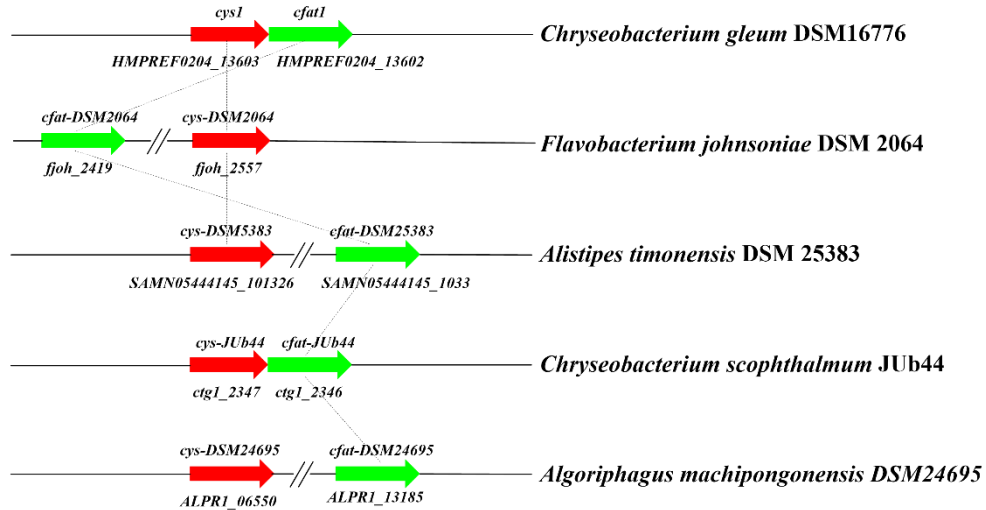 cys1 cfat1
Chryseobacterium gleum DSM16776
HMPREF0204_13603 HMPREF0204_13602
cfat-DSM2064 cys-DSM2064
Flavobacterium johnsoniae DSM 2064
fjoh_2419 fjoh_2557
cys-DSM5383 cfat-DSM25383
Alistipes timonensis DSM 25383
SAMN05444145_101326 SAMN05444145_1033
cys-JUb44 cfat-JUb44
Chryseobacterium scophthalmum JUb44
ctg1_2347 ctg1_2346
cys-DSM24695 cfat-DSM24695
Algoriphagus machipongonensis DSM24695
ALPR1_06550 ALPR1_13185